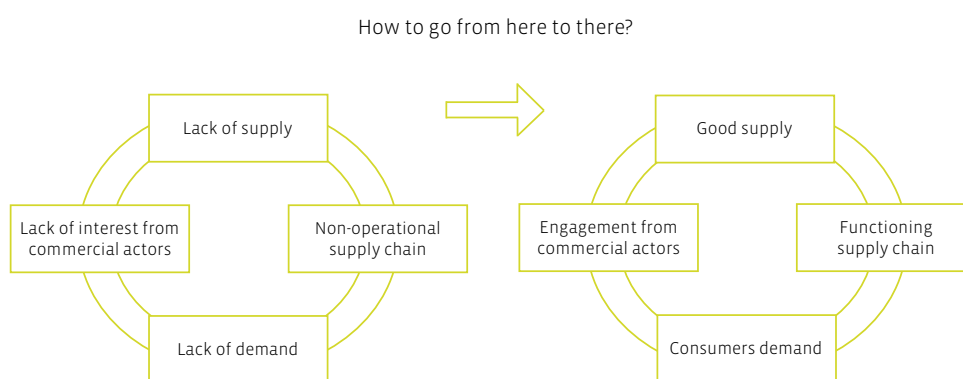 How to go from here to there?
Lack of supply
Lack of interest from
commercial actors
Non-operational
supply chain
Lack of demand
Good supply
Engagement from
commercial actors
Functioning
supply chain
Consumers demand